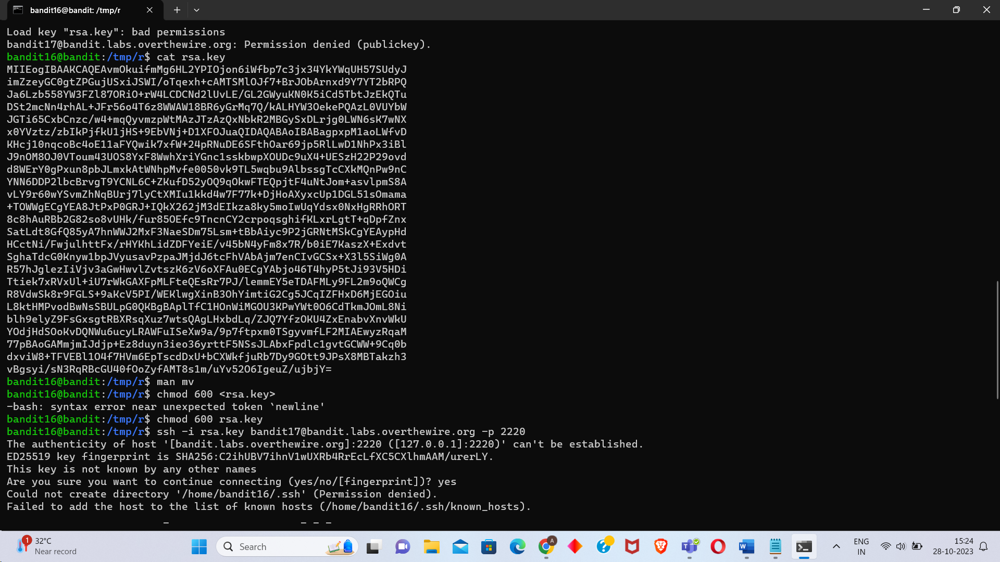 bandit16@bandit: /tmp/r
Load key "rsa.key": bad permissions
bandit17@bandit.labs.overthewire.org: Permission denied (publickey).
bandit16@bandit:/tmp/r$ cat rsa.key
MIIEogIBAAKCAQEAvmOkuifmMg6HL2YPIOjon6iWfbp7c3jx34YkYWqUH57SUdyJ
imZzeyGC0gtZPGujUSxiJSWI/oTqexh+cAMTSMlOJf7+BrJObArnxd9Y7YT2bRPQ
Ja6Lzb558YW3FZl87ORiO+rW4LCDCNd2lUvLE/GL2GWyuKN0K5iCd5TbtJzEkQTu
DSt2mcNn4rhAL+JFr56o4T6z8WWAW18BR6yGrMq7Q/kALHYW3OekePQAzL0VUYbW
JGTi65CxbCnzc/w4+mqQyvmzpWtMAzJTzAzQxNbkR2MBGySxDLrjg0LWN6sK7wNX
x0YVztz/zbIkPjfkU1jHS+9EbVNj+D1XFOJuaQIDAQABAoIBABagpxpM1aoLWfvD
KHcj10nqcoBc4oE11aFYQwik7xfW+24pRNuDE6SFthOar69jp5RlLwD1NhPx3iBl
J9nOM8OJ0VToum43UOS8YxF8WwhXriYGnc1sskbwpXOUDc9uX4+UESzH22P29ovd
d8WErY0gPxun8pbJLmxkAtWNhpMvfe0050vk9TL5wqbu9AlbssgTcCXkMQnPw9nC
YNN6DDP2lbcBrvgT9YCNL6C+ZKufD52yOQ9qOkwFTEQpjtF4uNtJom+asvlpmS8A
vLY9r60wYSvmZhNqBUrj7lyCtXMIu1kkd4w7F77k+DjHoAXyxcUp1DGL51sOmama
+TOWWgECgYEA8JtPxP0GRJ+IQkX262jM3dEIkza8ky5moIwUqYdsx0NxHgRRhORT
8c8hAuRBb2G82so8vUHk/fur85OEfc9TncnCY2crpoqsghifKLxrLgtT+qDpfZnx
SatLdt8GfQ85yA7hnWWJ2MxF3NaeSDm75Lsm+tBbAiyc9P2jGRNtMSkCgYEAypHd
HCctNi/FwjulhttFx/rHYKhLidZDFYeiE/v45bN4yFm8x7R/b0iE7KaszX+Exdvt
SghaTdcG0Knyw1bpJVyusavPzpaJMjdJ6tcFhVAbAjm7enCIvGCSx+X3l5SiWg0A
R57hJglezIiVjv3aGwHwvlZvtszK6zV6oXFAu0ECgYAbjo46T4hyP5tJi93V5HDi
Ttiek7xRVxUl+iU7rWkGAXFpMLFteQEsRr7PJ/lemmEY5eTDAFMLy9FL2m9oQWCg
R8VdwSk8r9FGLS+9aKcV5PI/WEKlwgXinB3OhYimtiG2Cg5JCqIZFHxD6MjEGOiu
L8ktHMPvodBwNsSBULpG0QKBgBAplTfC1HOnWiMGOU3KPwYWt0O6CdTkmJOmL8Ni
blh9elyZ9FsGxsgtRBXRsqXuz7wtsQAgLHxbdLq/ZJQ7YfzOKU4ZxEnabvXnvWkU
YOdjHdSOoKvDQNWu6ucyLRAWFuISeXw9a/9p7ftpxm0TSgyvmfLF2MIAEwyzRqaM
77pBAoGAMmjmIJdjp+Ez8duyn3ieo36yrttF5NSsJLAbxFpdlc1gvtGCWW+9Cq0b
dxviW8+TFVEBl1O4f7HVm6EpTscdDxU+bCXWkfjuRb7Dy9GOtt9JPsX8MBTakzh3
vBgsyi/sN3RqRBcGU40fOoZyfAMT8s1m/uYv52O6IgeuZ/ujbjY=
bandit16@bandit:/tmp/r$ man mv
bandit16@bandit:/tmp/r$ chmod 600 <rsa.key>
-bash: syntax error near unexpected token `newline'
bandit16@bandit:/tmp/r$ chmod 600 rsa.key
bandit16@bandit:/tmp/r$ ssh -i rsa.key bandit17@bandit.labs.overthewire.org -p 2220
The authenticity of host '[bandit.labs.overthewire.org]:2220 ([127.0.0.1]:2220)' can't be established.
ED25519 key fingerprint is SHA256:C2ihUBV7ihnV1wUXRb4RrEcLfXC5CXlhmAAM/urerLY.
This key is not known by any other names
Are you sure you want to continue connecting (yes/no/[fingerprint])? yes
Could not create directory '/home/bandit16/.ssh' (Permission denied).
Failed to add the host to the list of known hosts (/home/bandit16/.ssh/known_hosts).
_ _ _ _
1
32°C
Near record
Search
A
ENG
IN
15:24
28-10-2023